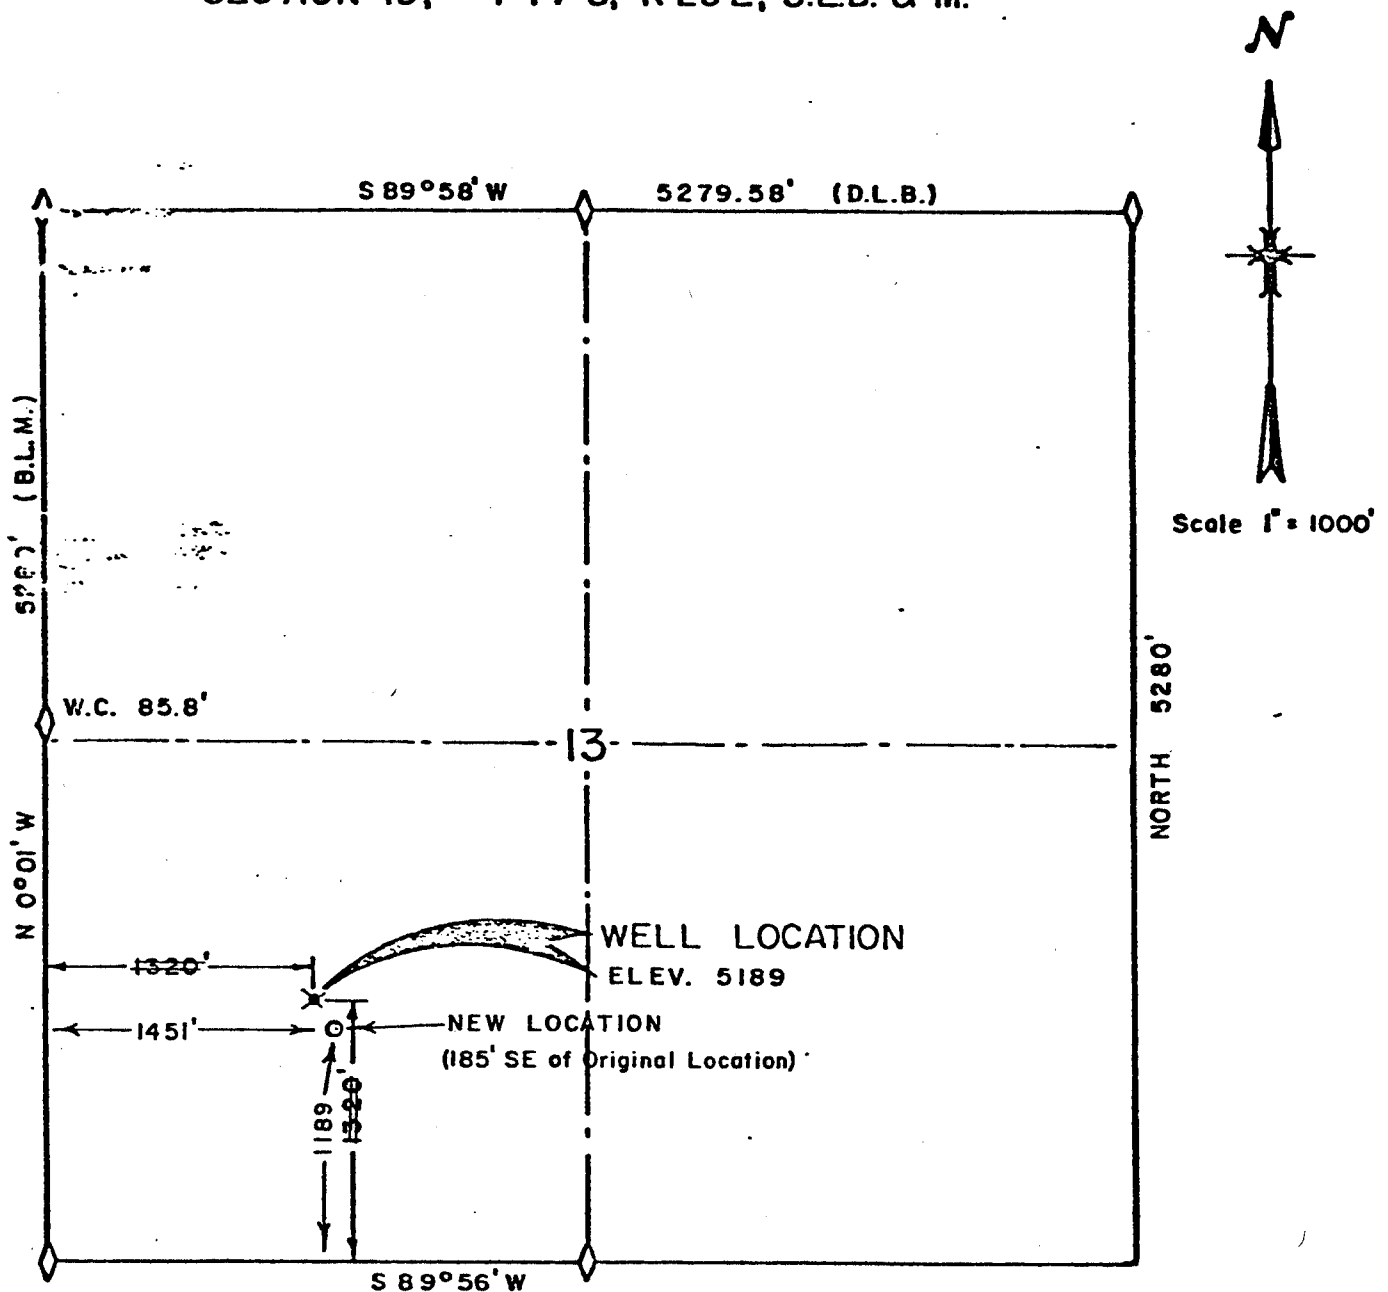 N
S 89°58' W 5279.58' (D.L.B.)
(B.L.M.)
Scale 1" = 1000'
W.C. 85.8'
NORTH 5280'
13
N 0°01' W
WELL LOCATION
1320'
ELEV. 5189
1451'
NEW LOCATION
(185' SE of Original Location)
1189'
1320
S 89°56' W